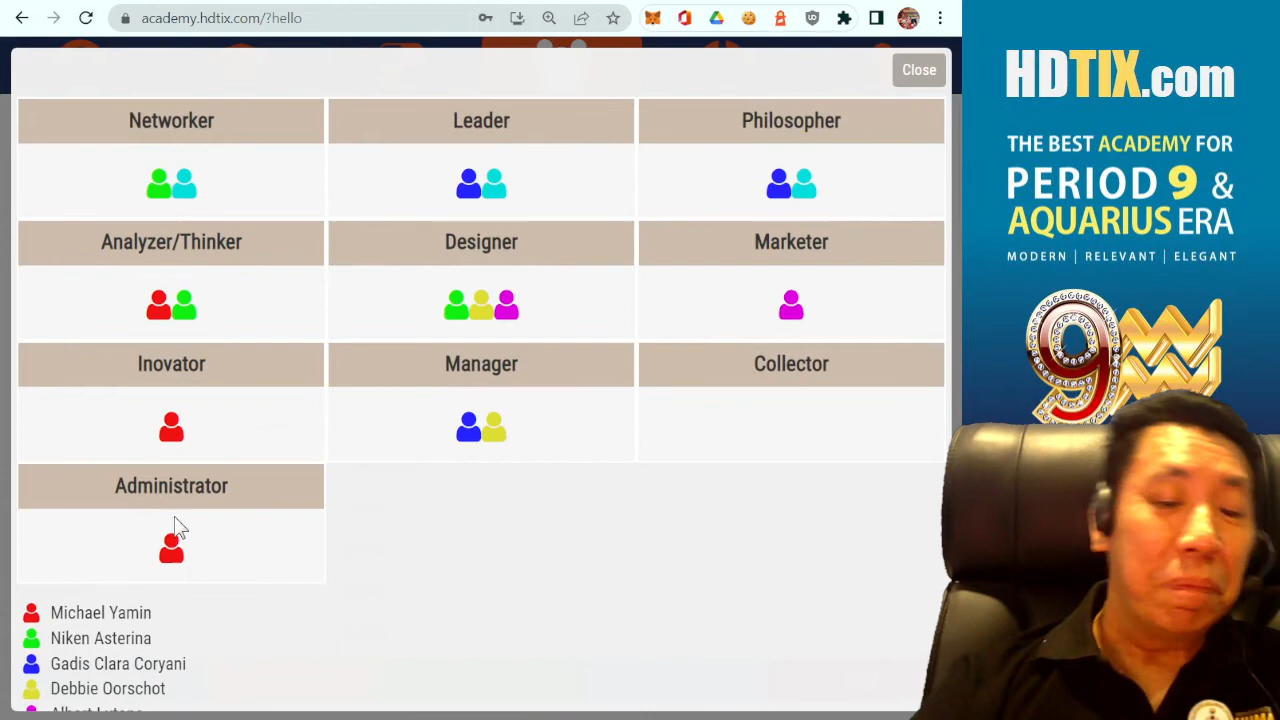 academy.hdtix.com/?hello
Close
Networker
Leader
Philosopher
Analyzer/Thinker
Designer
Marketer
Inovator
Manager
Collector
Administrator
Michael Yamin
Niken Asterina
Gadis Clara Coryani
Debbie Oorschot
HDTIX.com
THE BEST ACADEMY FOR
PERIOD 9 &
AQUARIUS ERA
MODERN | RELEVANT | ELEGANT
9